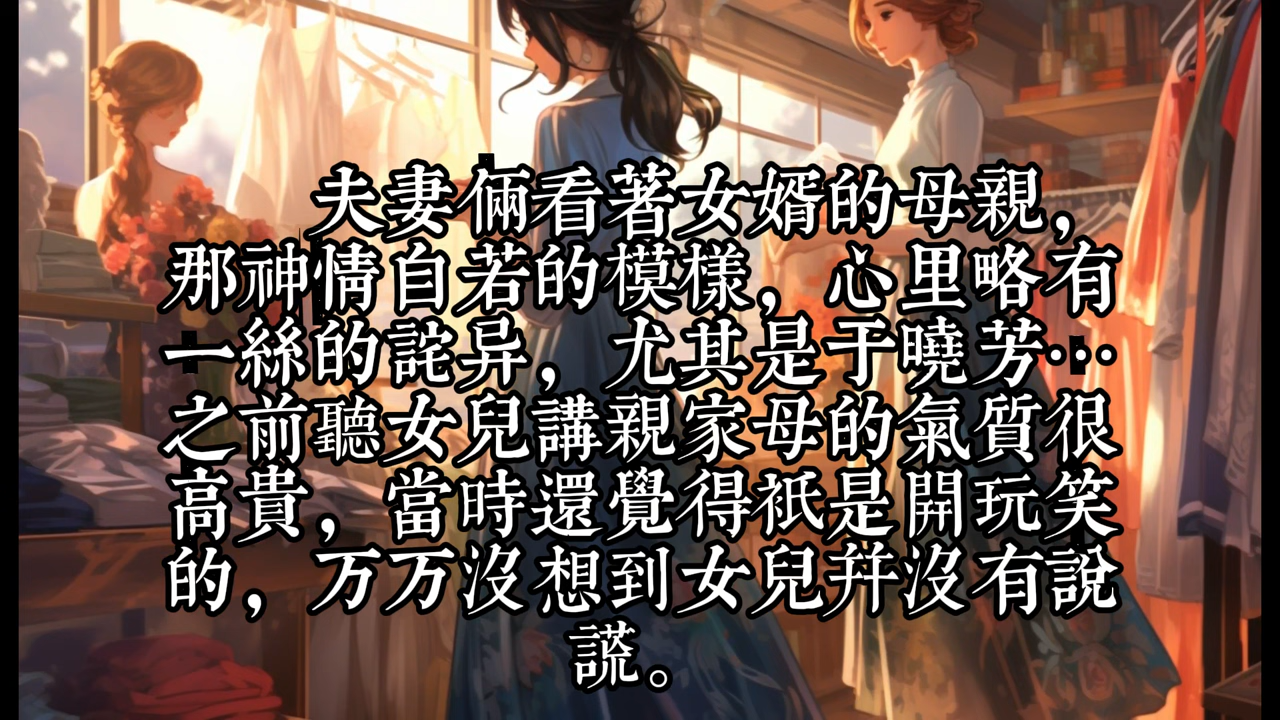 夫妻倆看著女婿的母親，
那神情自若的模樣，心里略有
一絲的詫异，尤其是于曉芳…
之前聽女兒講親家母的氣质很
高貴，當時還覺得祇是開玩笑
的，万万沒想到女兒并沒有說
謊。